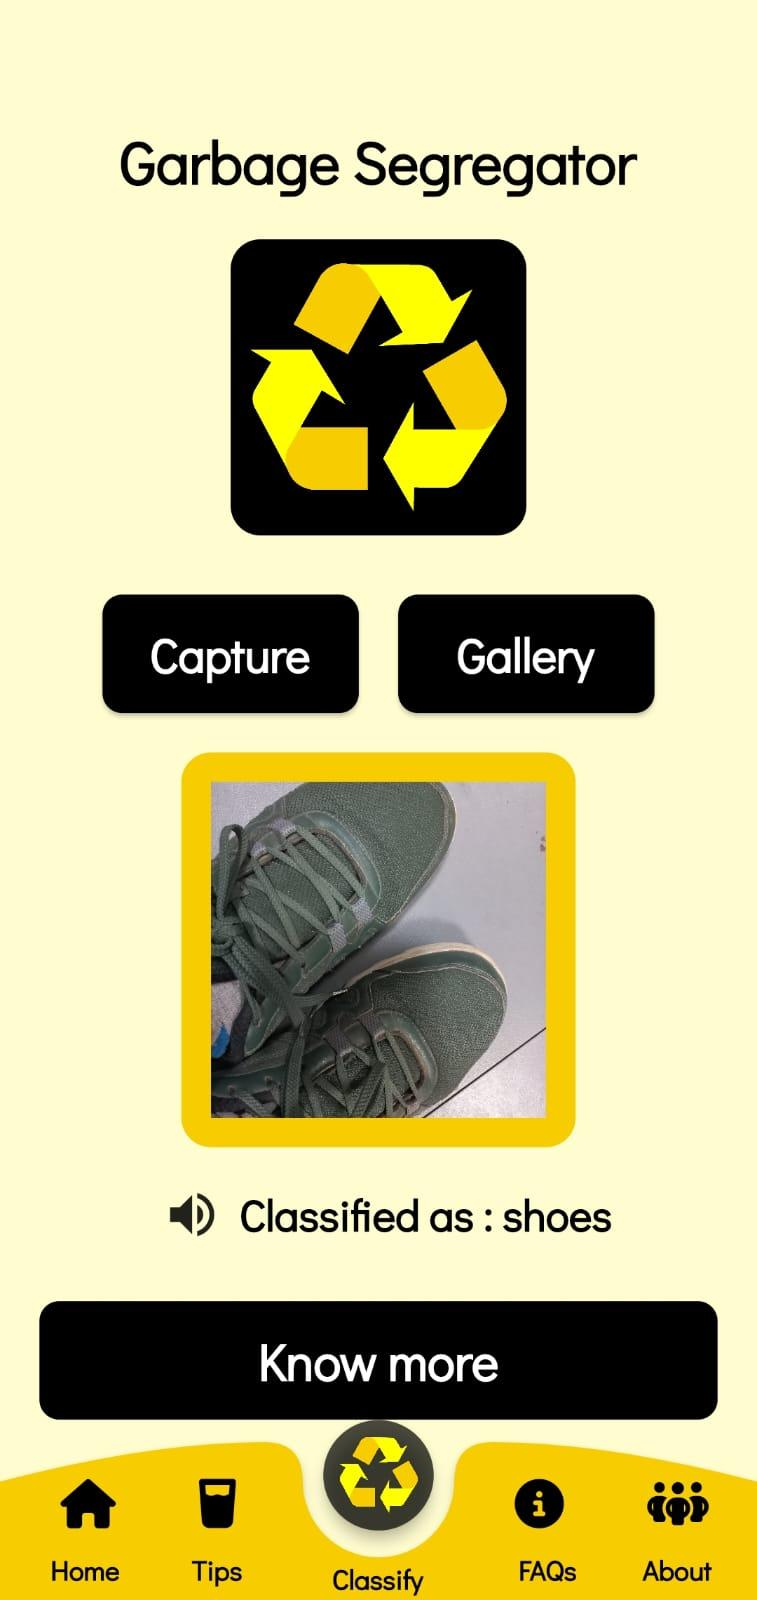 Garbage Segregator
Capture
Gallery
Classified as : shoes
Know more
Home
Tips
Classify
FAQs
About